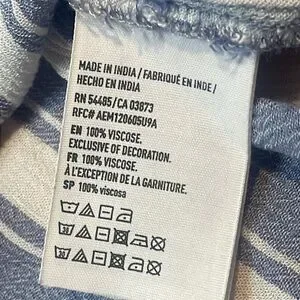 MADE IN INDIA / FABRIQUÉ EN INDE /
HECHO EN INDIA
RN 54485/CA 03873
RFC# AEM120605U9A
EN 100% VISCOSE.
EXCLUSIVE OF DECORATION.
FR 100% VISCOSE.
À L'EXCEPTION DE LA GARNITURE.
SP 100% viscosa